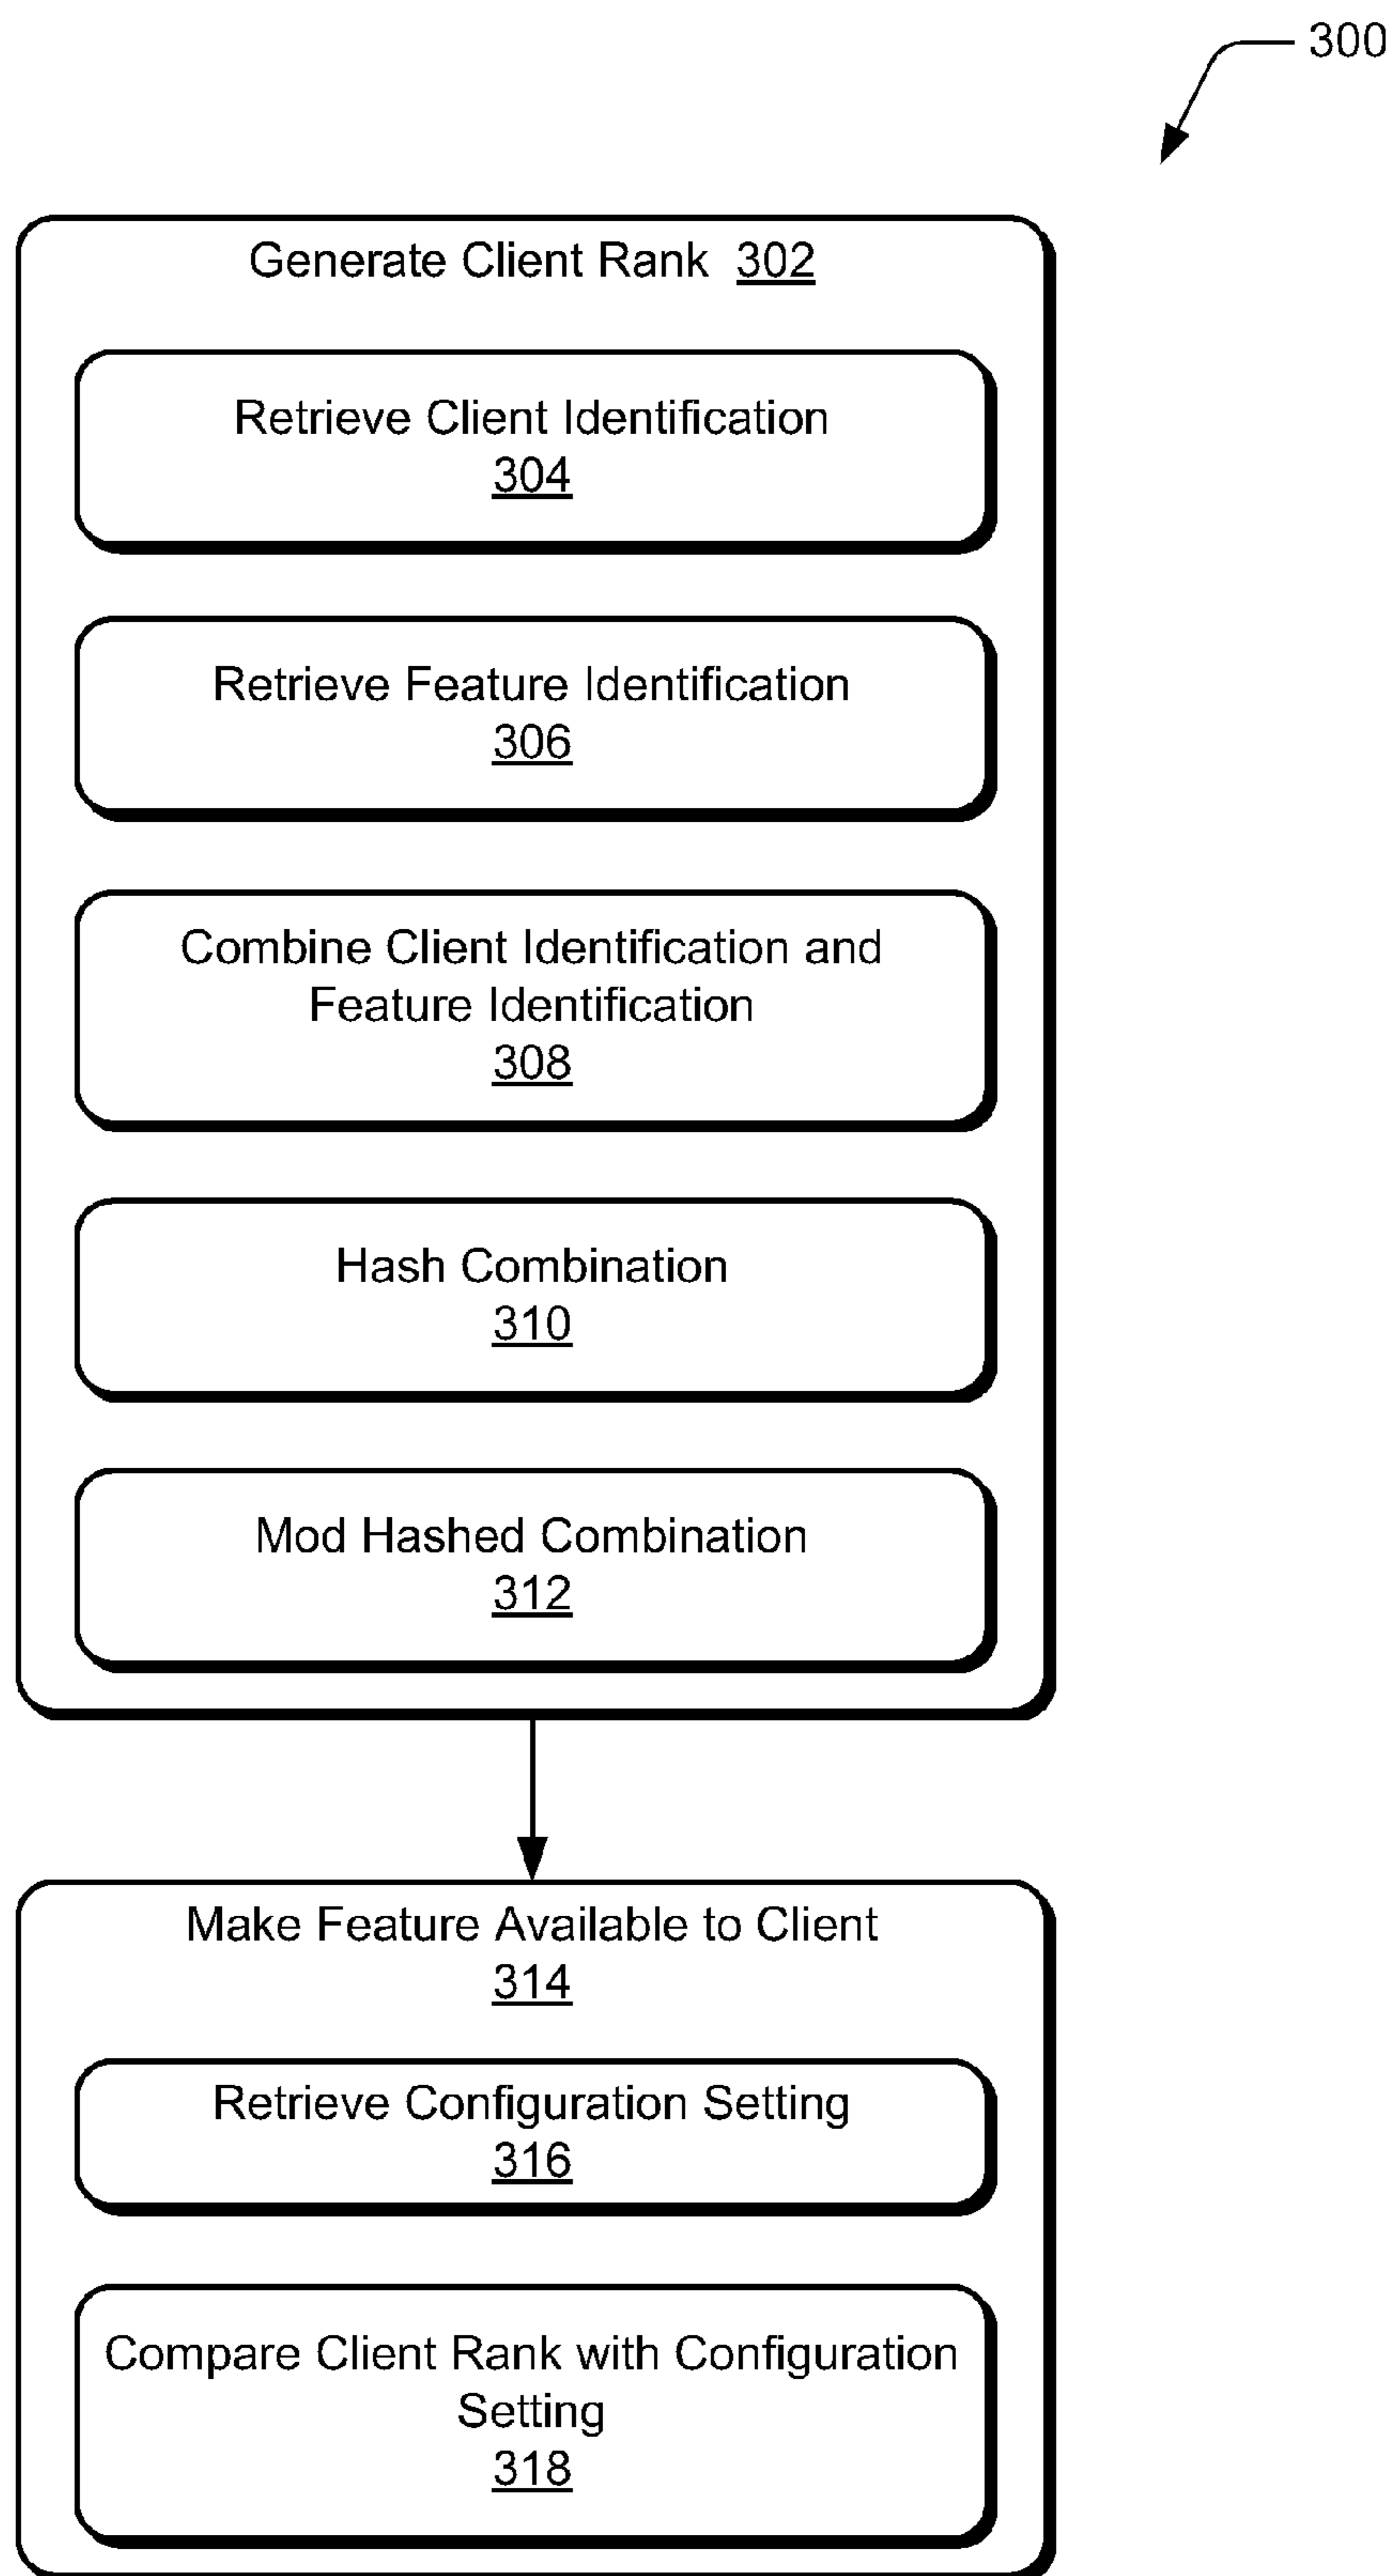 300
Generate Client Rank 302
Retrieve Client Identification
304
Retrieve Feature Identification
306
Combine Client Identification and
Feature Identification
308
Hash Combination
310
Mod Hashed Combination
312
Make Feature Available to Client
314
Retrieve Configuration Setting
316
Compare Client Rank with Configuration
Setting
318